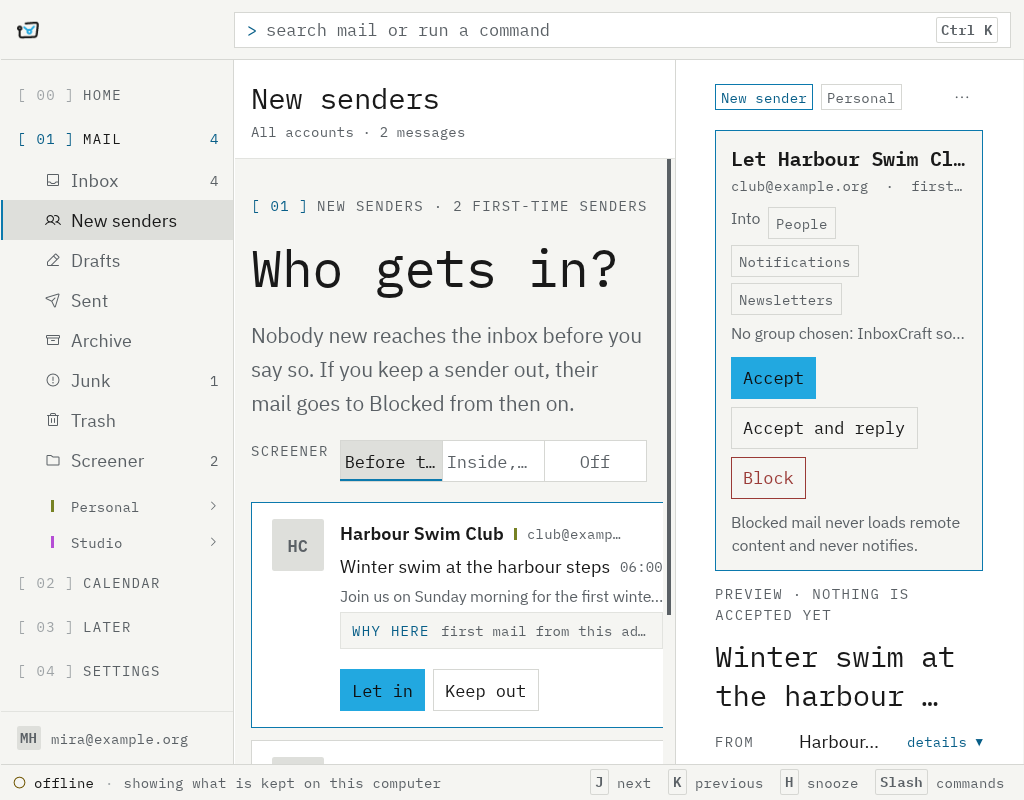 > search mail or run a command
Ctrl K
[ 00 ] HOME
[ 01 ] MAIL 4
Inbox 4
New senders
Drafts
Sent
Archive
Junk 1
Trash
Screener 2
Personal
Studio
[ 02 ] CALENDAR
[ 03 ] LATER
[ 04 ] SETTINGS
MH mira@example.org
New senders
All accounts · 2 messages
[ 01 ] NEW SENDERS · 2 FIRST-TIME SENDERS
Who gets in?
Nobody new reaches the inbox before you
say so. If you keep a sender out, their
mail goes to Blocked from then on.
SCREENER Before t… Inside,… Off
HC Harbour Swim Club club@examp…
Winter swim at the harbour steps 06:00
Join us on Sunday morning for the first winte…
WHY HERE first mail from this ad…
Let in Keep out
New sender Personal ···
Let Harbour Swim Cl…
club@example.org · first…
Into People
Notifications
Newsletters
No group chosen: InboxCraft so…
Accept
Accept and reply
Block
Blocked mail never loads remote
content and never notifies.
PREVIEW · NOTHING IS
ACCEPTED YET
Winter swim at
the harbour …
FROM Harbour… details ▼
offline · showing what is kept on this computer
J next K previous H snooze Slash commands